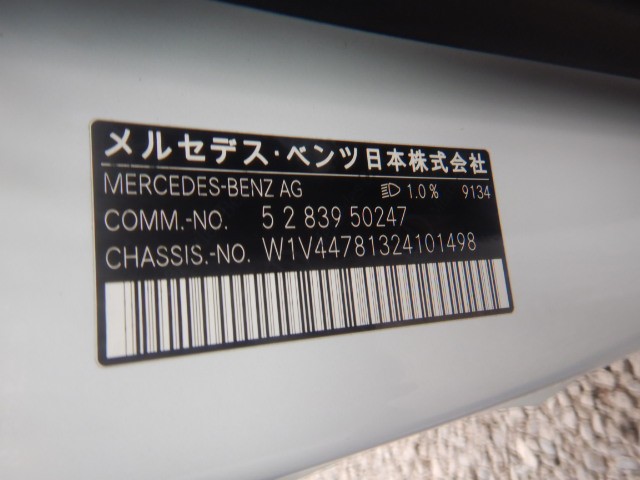 メルセデス・ベンツ日本株式会社
MERCEDES-BENZ AG 1.0% 9134
COMM.-NO. 5 2 839 50247
CHASSIS.-NO. W1V44781324101498